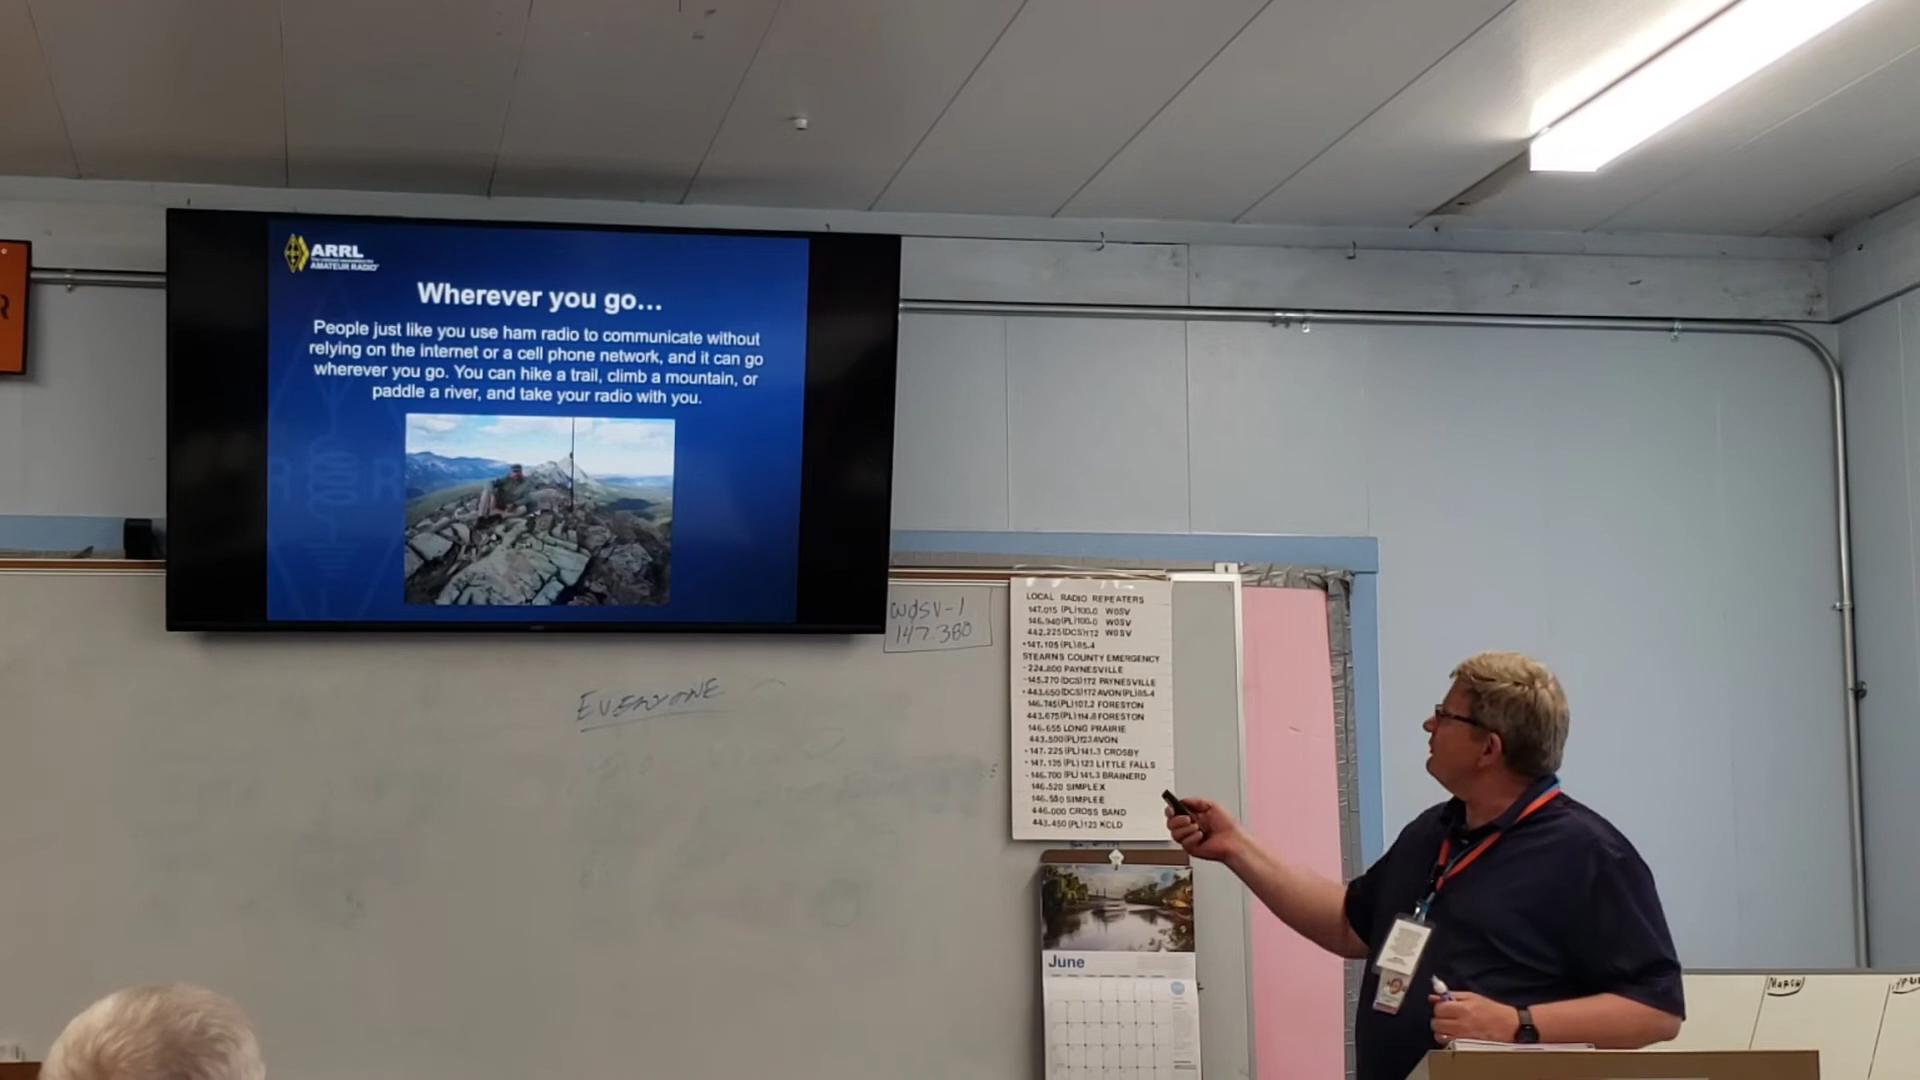 ARRL
AMATEUR RADIO
Wherever you go...
People just like you use ham radio to communicate without
relying on the internet or a cell phone network, and it can go
wherever you go. You can hike a trail, climb a mountain, or
paddle a river, and take your radio with you.
R
WØSV-1
147.380
EVERYONE
LOCAL RADIO REPEATERS
147.015 (PL)100.0 WØSV
146.940(PL)100.0 WØSV
442.225(DCS)172 WØSV
-147.105(PL)85.4
STEARNS COUNTY EMERGENCY
-224.800 PAYNESVILLE
-145.270(DCS)172 PAYNESVILLE
-443.650(DCS)172 AVON(PL)85.4
146.745(PL)107.2 FORESTON
443.675(PL)114.8 FORESTON
146.655 LONG PRAIRIE
443.500(PL)123 AVON
-147.225(PL)141.3 CROSBY
-147.135(PL)123 LITTLE FALLS
-146.700(PL)141.3 BRAINERD
146.520 SIMPLEX
146.550 SIMPLEE
446.000 CROSS BAND
443.450(PL)123 KCLD
June
MARCH